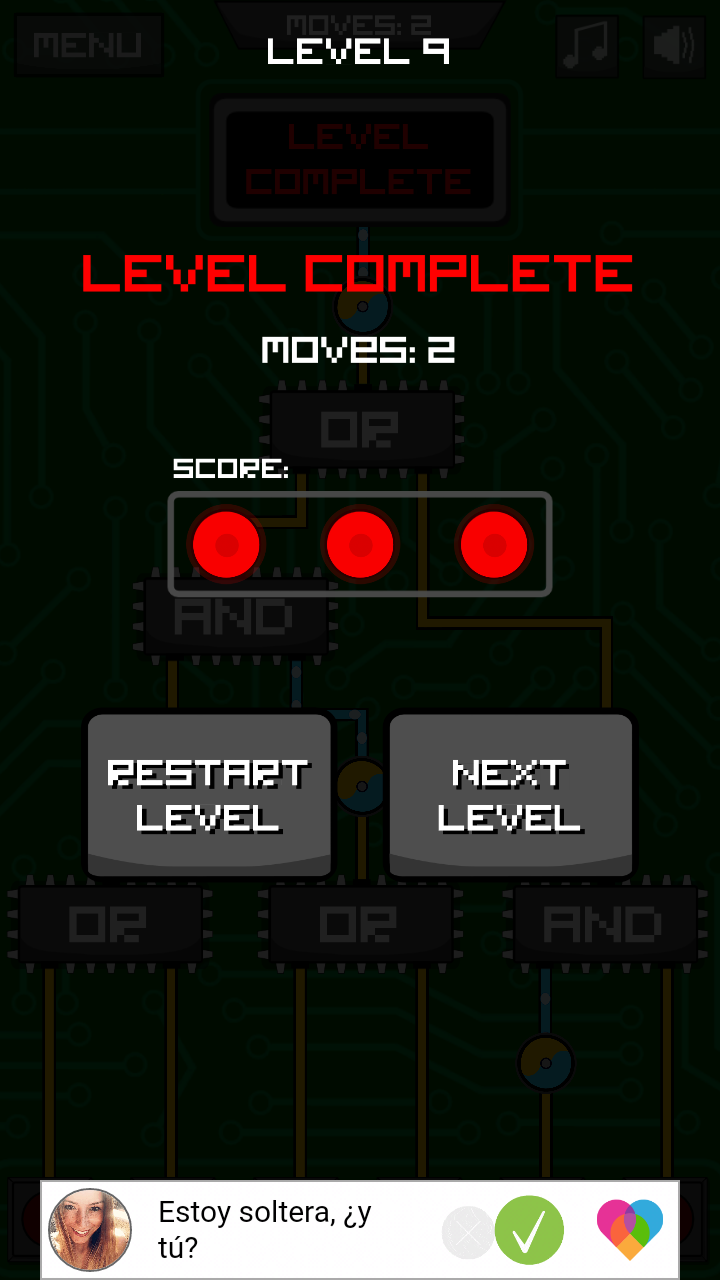 MOVES: 2
MENU
LEVEL 9
LEVEL
COMPLETE
LEVEL COMPLETE
MOVES: 2
OR
SCORE:
AND
RESTART
LEVEL
NEXT
LEVEL
OR
OR
AND
Estoy soltera, ¿y
tú?